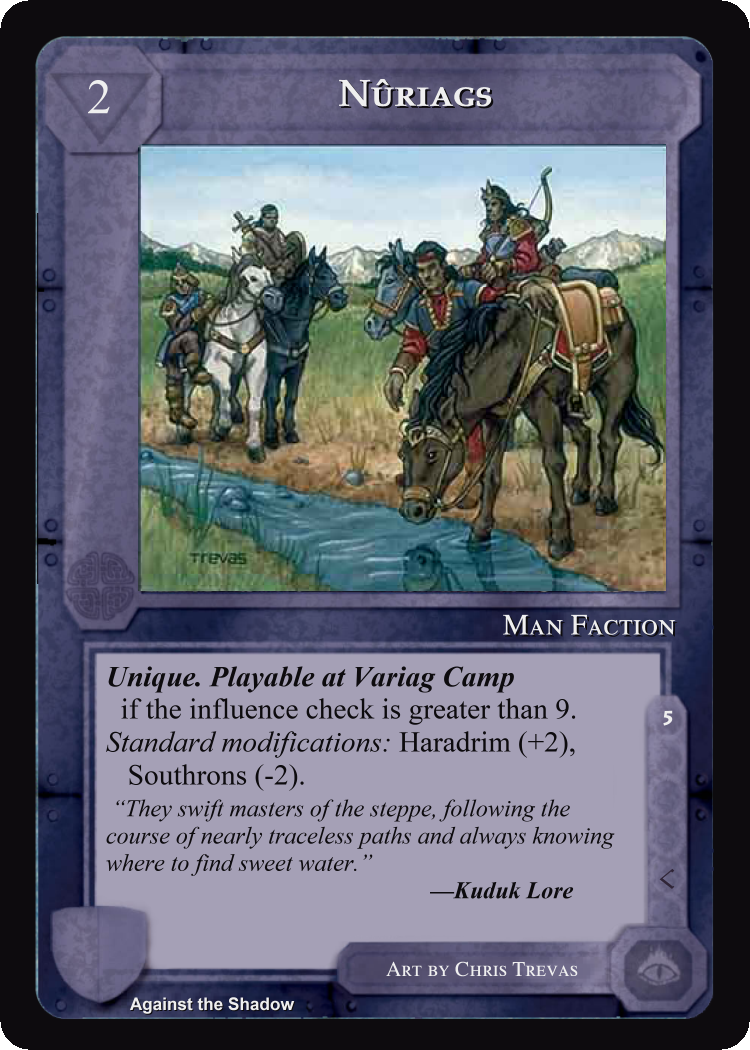 2
NÛRIAGS
TREVAS
MAN FACTION
Unique. Playable at Variag Camp
if the influence check is greater than 9.
Standard modifications: Haradrim (+2),
Southrons (-2).
“They swift masters of the steppe, following the
course of nearly traceless paths and always knowing
where to find sweet water.”
—Kuduk Lore
5
<
ART BY CHRIS TREVAS
Against the Shadow